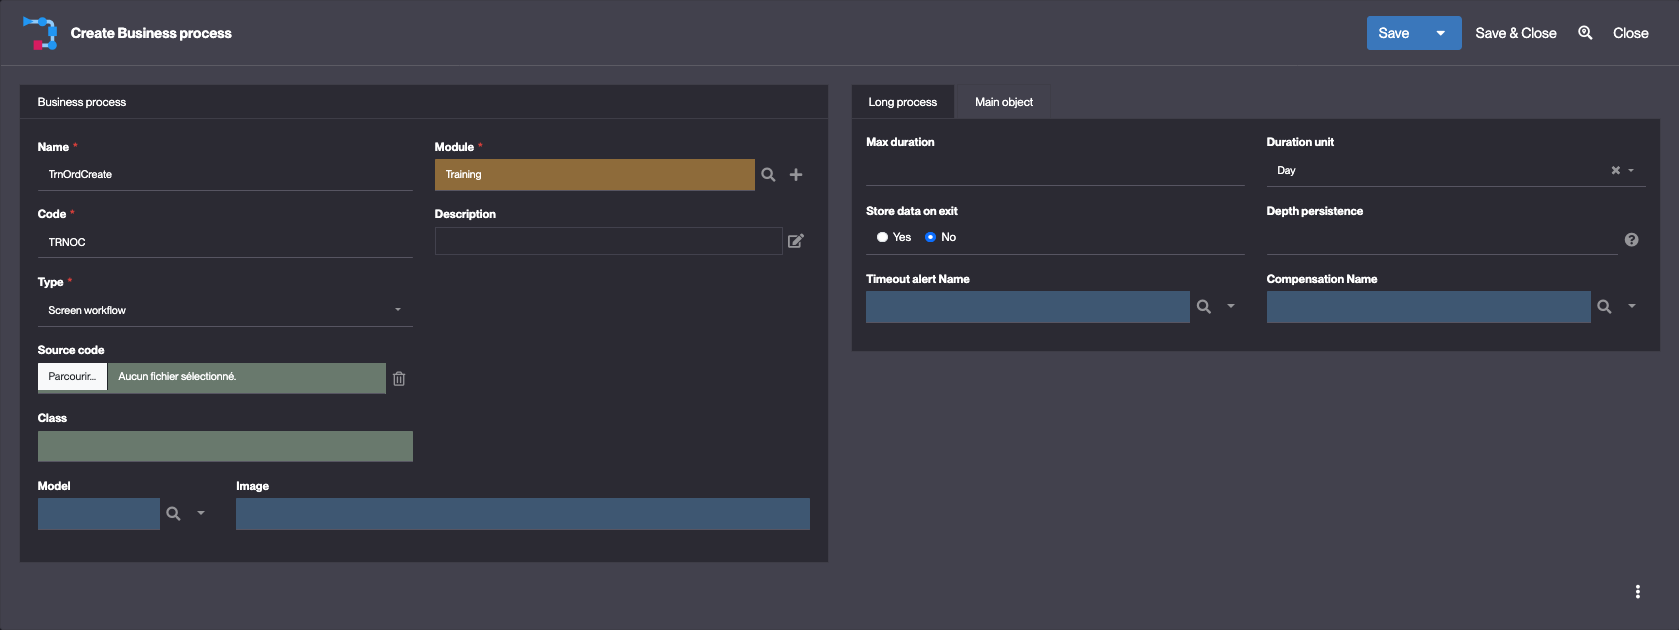 Create Business process
Save
Save & Close
Close
Business process
Name *
TrnOrdCreate
Module *
Training
Code *
TRNOC
Description
Type *
Screen workflow
Source code
Parcourir... Aucun fichier sélectionné.
Class
Model
Image
Long process
Main object
Max duration
Duration unit
Day
Store data on exit
Yes No
Depth persistence
Timeout alert Name
Compensation Name